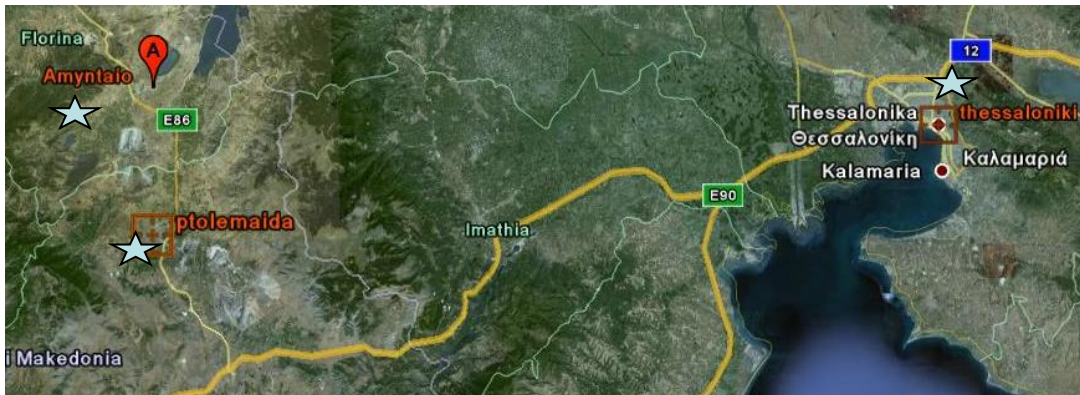 Florina
A
Amyntaio
E86
ptolemaida
i Makedonia
Imathia
E90
12
Thessalonika
thessaloniki
Θεσσαλονίκη
Καλαμαριά
Kalamaria